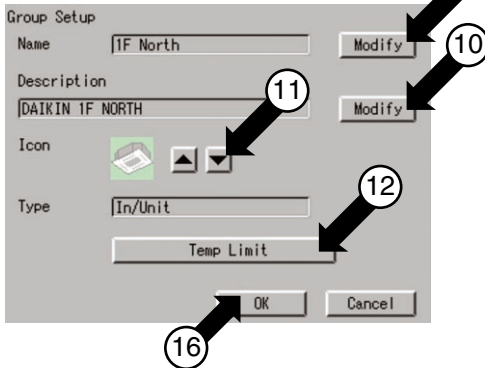 Group Setup
Name 1F North Modify
10
Description
11
DAIKIN 1F NORTH Modify
Icon
12
Type In/Unit
Temp Limit
OK Cancel
16